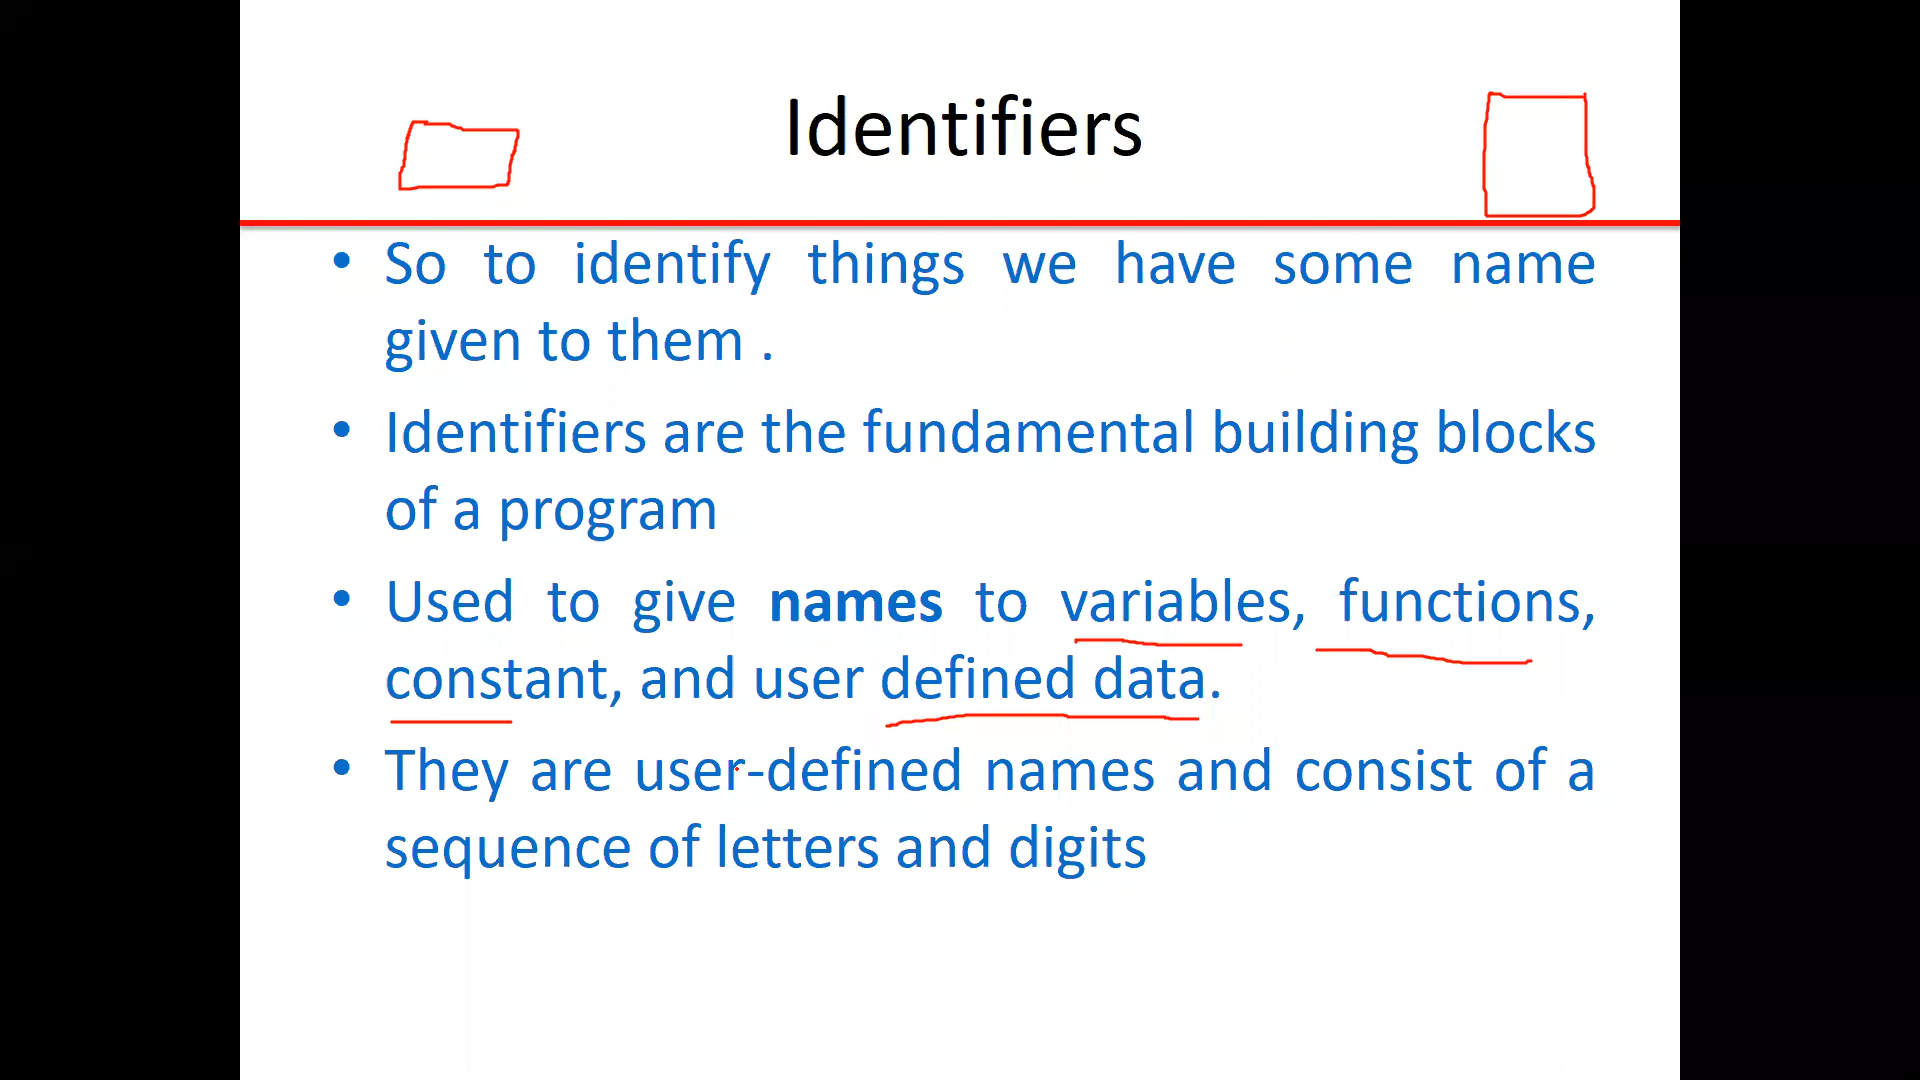 Identifiers
• So to identify things we have some name
given to them .
• Identifiers are the fundamental building blocks
of a program
• Used to give names to variables, functions,
constant, and user defined data.
• They are user-defined names and consist of a
sequence of letters and digits